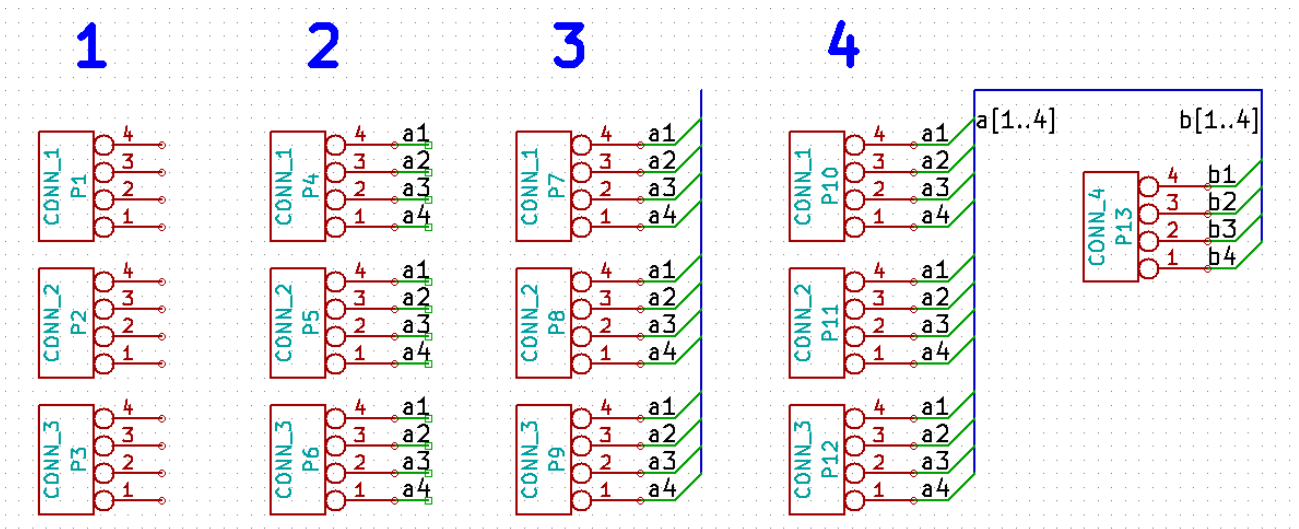 1 2 3 4
CONN_1 P1 4 3 2 1
CONN_1 P4 4 a1 3 a2 2 a3 1 a4
CONN_1 P7 4 a1 3 a2 2 a3 1 a4
CONN_1 P10 4 a1 3 a2 2 a3 1 a4
a[1..4] b[1..4]
CONN_4 P13 4 b1 3 b2 2 b3 1 b4
CONN_2 P2 4 3 2 1
CONN_2 P5 4 a1 3 a2 2 a3 1 a4
CONN_2 P8 4 a1 3 a2 2 a3 1 a4
CONN_2 P11 4 a1 3 a2 2 a3 1 a4
CONN_3 P3 4 3 2 1
CONN_3 P6 4 a1 3 a2 2 a3 1 a4
CONN_3 P9 4 a1 3 a2 2 a3 1 a4
CONN_3 P12 4 a1 3 a2 2 a3 1 a4